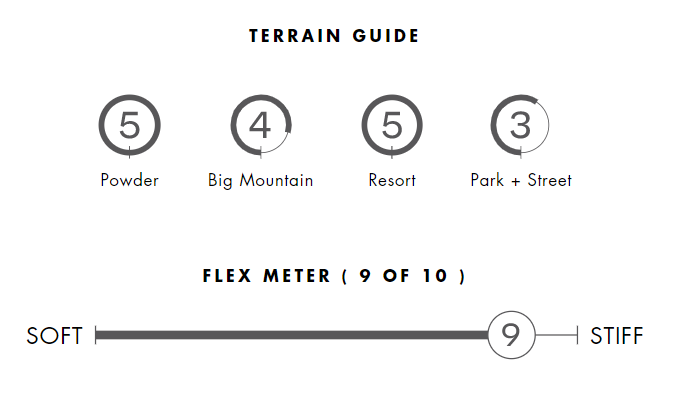 TERRAIN GUIDE
5 4 5 3
Powder Big Mountain Resort Park + Street
FLEX METER ( 9 OF 10 )
SOFT 9 STIFF